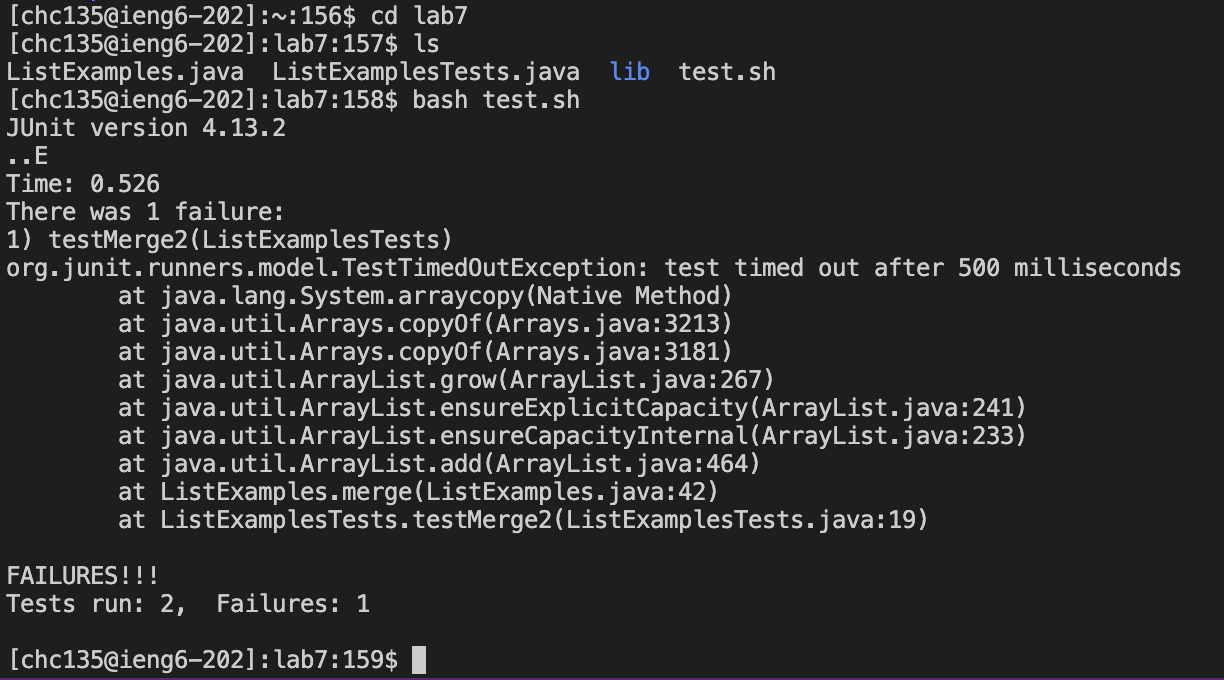 [chc135@ieng6-202]:~:156$ cd lab7
[chc135@ieng6-202]:lab7:157$ ls
ListExamples.java  ListExamplesTests.java  lib  test.sh
[chc135@ieng6-202]:lab7:158$ bash test.sh
JUnit version 4.13.2
..E
Time: 0.526
There was 1 failure:
1) testMerge2(ListExamplesTests)
org.junit.runners.model.TestTimedOutException: test timed out after 500 milliseconds
        at java.lang.System.arraycopy(Native Method)
        at java.util.Arrays.copyOf(Arrays.java:3213)
        at java.util.Arrays.copyOf(Arrays.java:3181)
        at java.util.ArrayList.grow(ArrayList.java:267)
        at java.util.ArrayList.ensureExplicitCapacity(ArrayList.java:241)
        at java.util.ArrayList.ensureCapacityInternal(ArrayList.java:233)
        at java.util.ArrayList.add(ArrayList.java:464)
        at ListExamples.merge(ListExamples.java:42)
        at ListExamplesTests.testMerge2(ListExamplesTests.java:19)

FAILURES!!!
Tests run: 2,  Failures: 1

[chc135@ieng6-202]:lab7:159$